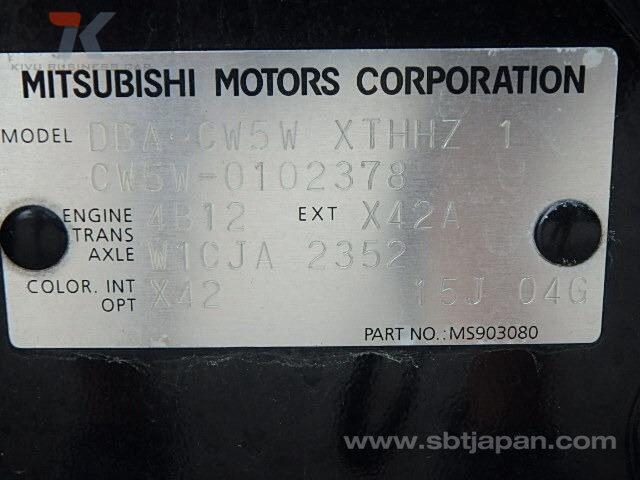 K
KIVU BUSINESS CAR
MITSUBISHI MOTORS CORPORATION
MODEL DBA-CW5W XTHHZ 1
CW5W-0102378
ENGINE 4B12 EXT X42A
TRANS
AXLE W1CJA 2352
COLOR. INT X42 15J 04G
OPT
PART NO.:MS903080
www.sbtjapan.com/